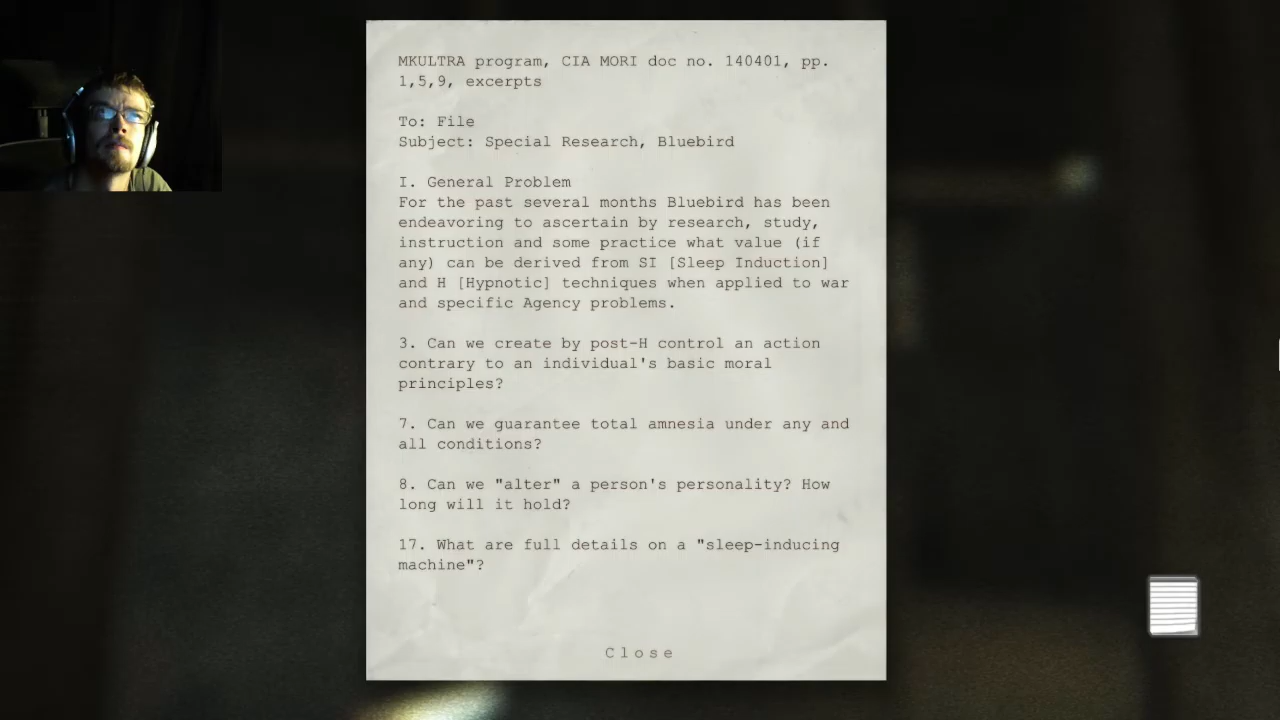 MKULTRA program, CIA MORI doc no. 140401, pp.
1,5,9, excerpts
To: File
Subject: Special Research, Bluebird
I. General Problem
For the past several months Bluebird has been
endeavoring to ascertain by research, study,
instruction and some practice what value (if
any) can be derived from SI [Sleep Induction]
and H [Hypnotic] techniques when applied to war
and specific Agency problems.
3. Can we create by post-H control an action
contrary to an individual's basic moral
principles?
7. Can we guarantee total amnesia under any and
all conditions?
8. Can we "alter" a person's personality? How
long will it hold?
17. What are full details on a "sleep-inducing
machine"?
Close